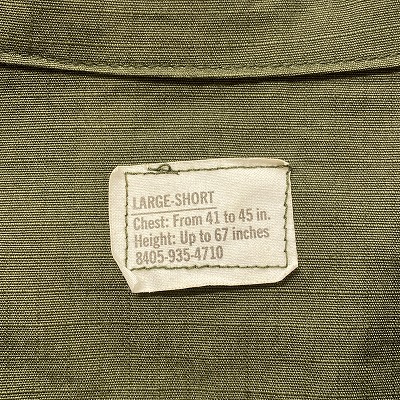 LARGE-SHORT
Chest: From 41 to 45 in.
Height: Up to 67 inches
8405-935-4710